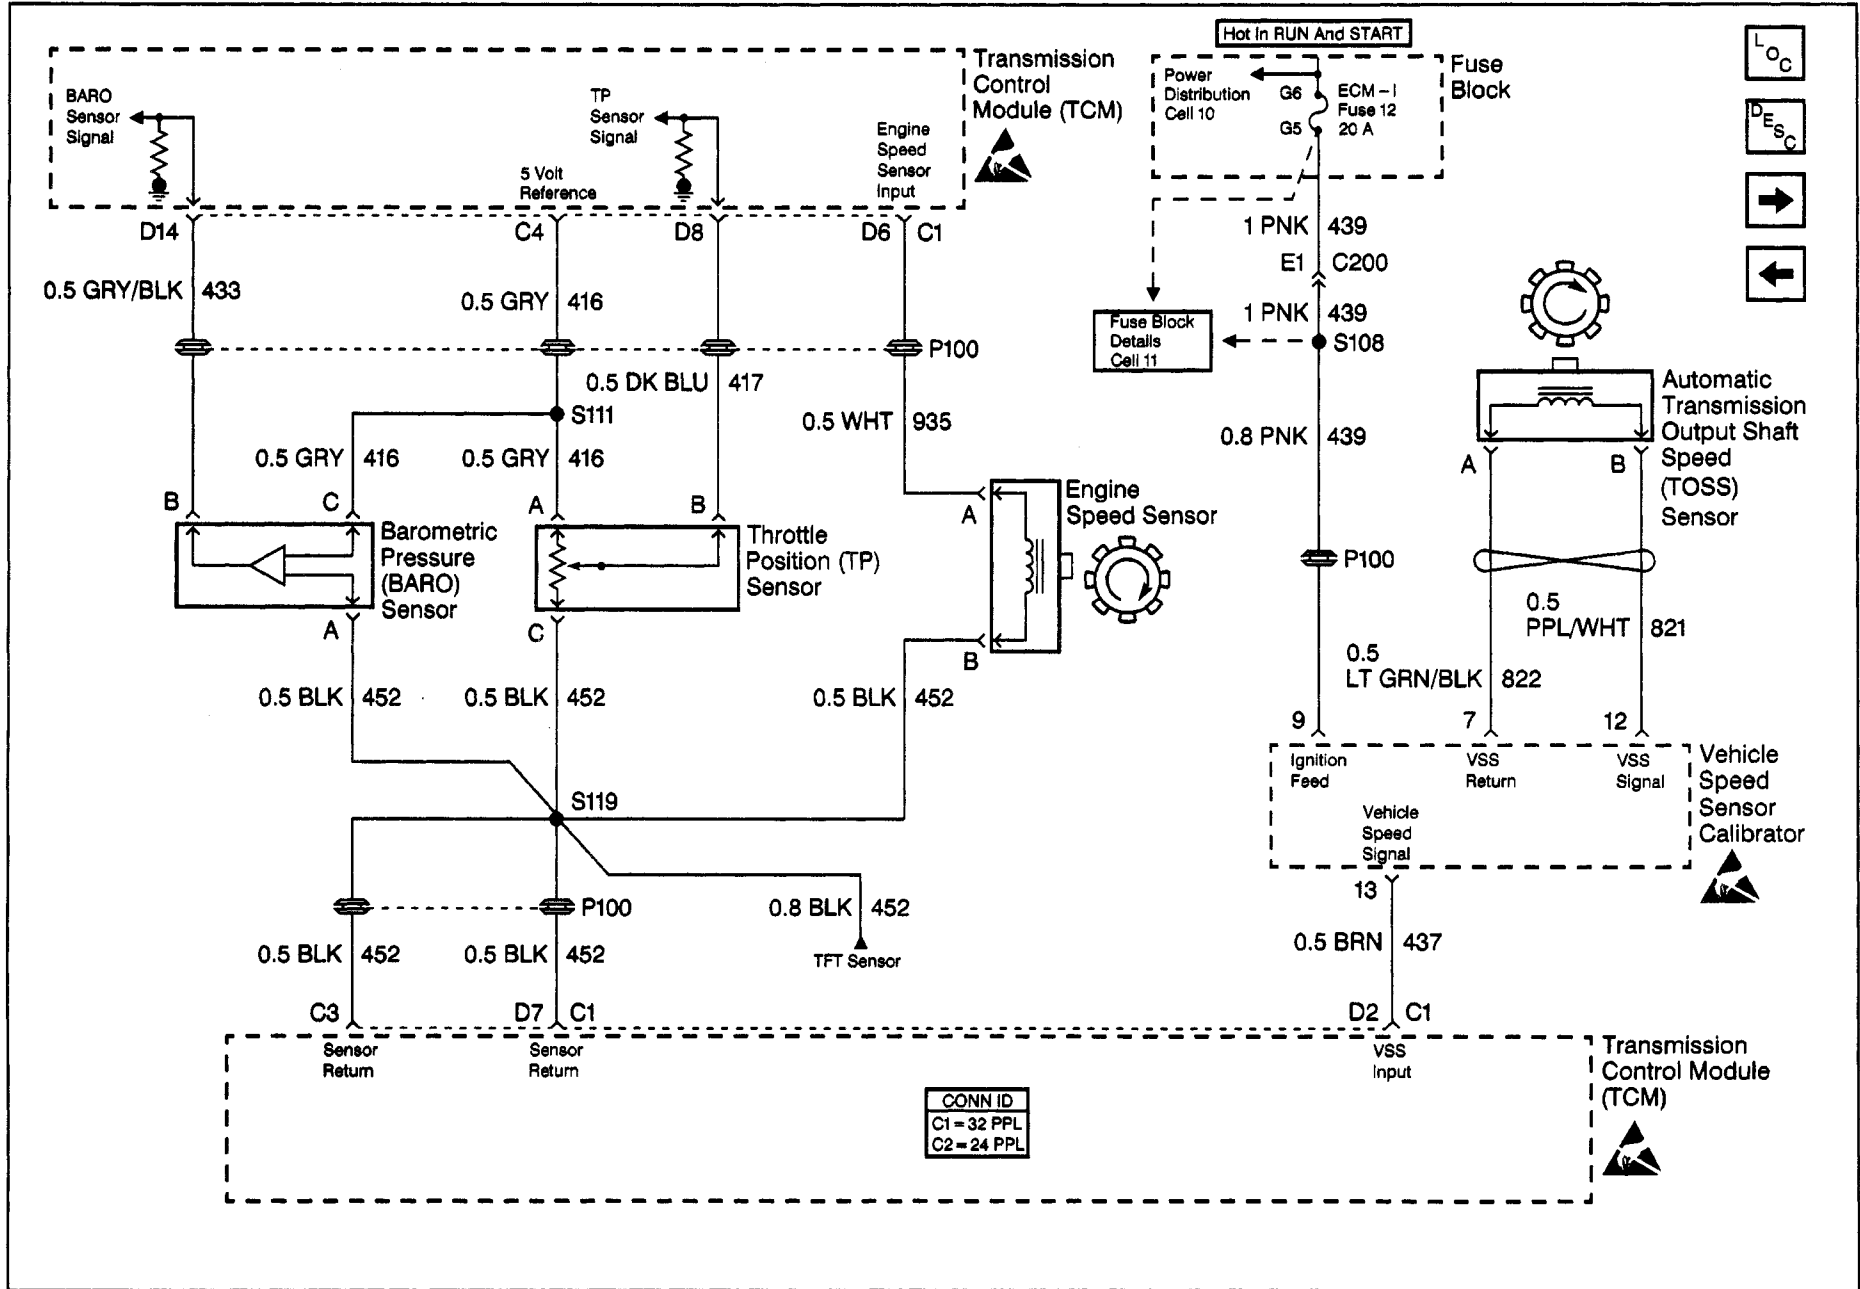 Hot In RUN And START
L
O
C
D
E
S
C
Transmission
Control
Module (TCM)
BARO
Sensor
Signal
TP
Sensor
Signal
Engine
Speed
Sensor
Input
5 Volt
Reference
Power
Distribution
Cell 10
G6
G5
ECM – I
Fuse 12
20 A
Fuse
Block
D14
C4
D8
D6
C1
0.5 GRY/BLK
433
0.5 GRY
416
1 PNK
439
E1
C200
1 PNK
439
S108
Fuse Block
Details
Cell 11
P100
0.5 DK BLU
417
S111
0.5 WHT
935
0.5 GRY
416
0.5 GRY
416
0.8 PNK
439
Automatic
Transmission
Output Shaft
Speed
(TOSS)
Sensor
A
B
B
C
A
B
Barometric
Pressure
(BARO)
Sensor
Throttle
Position (TP)
Sensor
A
Engine
Speed Sensor
B
A
C
P100
0.5
PPL/WHT
821
0.5
LT GRN/BLK
822
0.5 BLK
452
0.5 BLK
452
0.5 BLK
452
9
7
12
Ignition
Feed
VSS
Return
VSS
Signal
Vehicle
Speed
Signal
Vehicle
Speed
Sensor
Calibrator
S119
13
P100
0.8 BLK
452
TFT Sensor
0.5 BLK
452
0.5 BLK
452
0.5 BRN
437
C3
D7
C1
D2
C1
Sensor
Return
Sensor
Return
VSS
Input
Transmission
Control Module
(TCM)
CONN ID
C1 = 32 PPL
C2 = 24 PPL